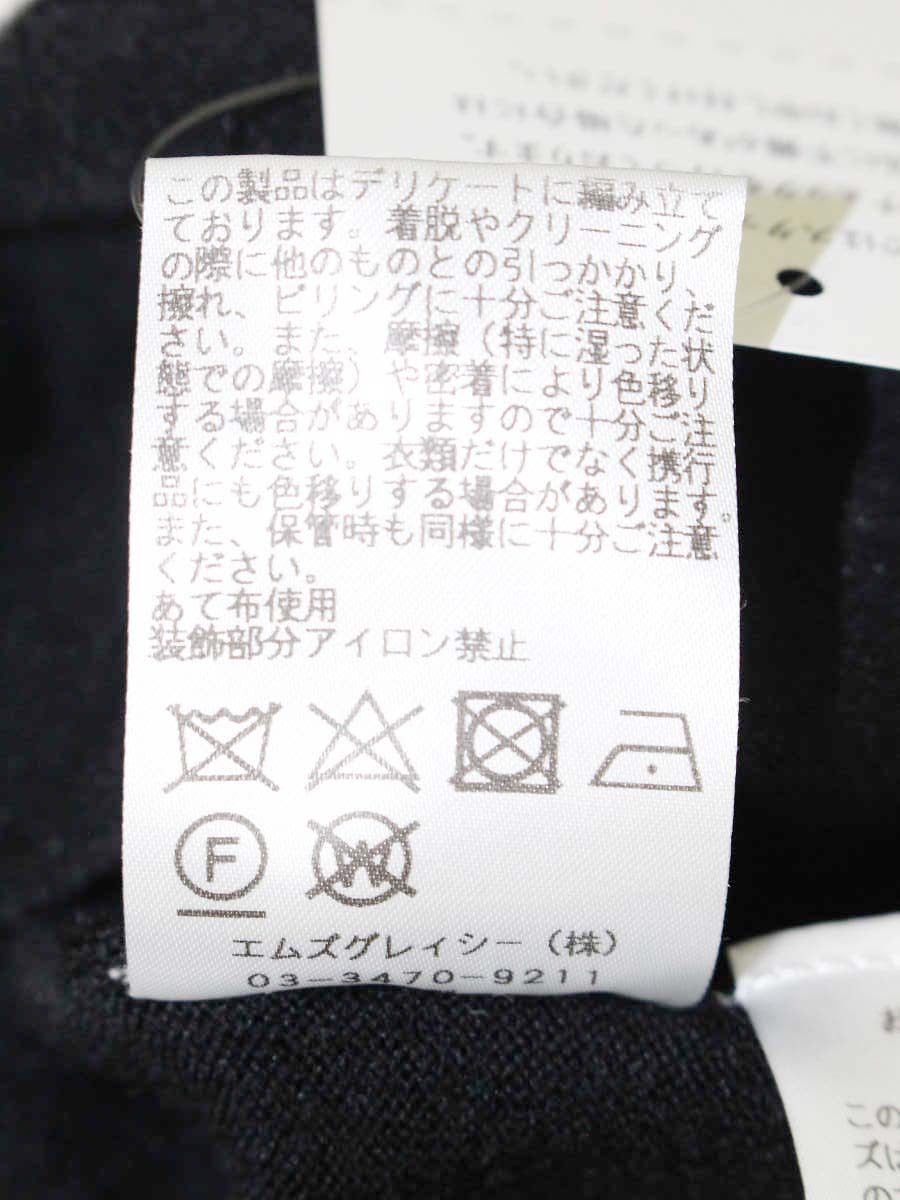 この製品はデリケートに編み立て
ております。着脱やクリーニング
の際に他のものとの引っかかり、
擦れ、ピリングに十分ご注意くだ
さい。また、摩擦(特に湿った状
態での摩擦)や密着により色移り
する場合がありますので十分ご注
意ください。衣類だけでなく携行
品にも色移りする場合があります。
また、保管時も同様に十分ご注意
ください。
あて布使用
装飾部分アイロン禁止
F
W
エムズグレイシー(株)
03-3470-9211
この
ズは